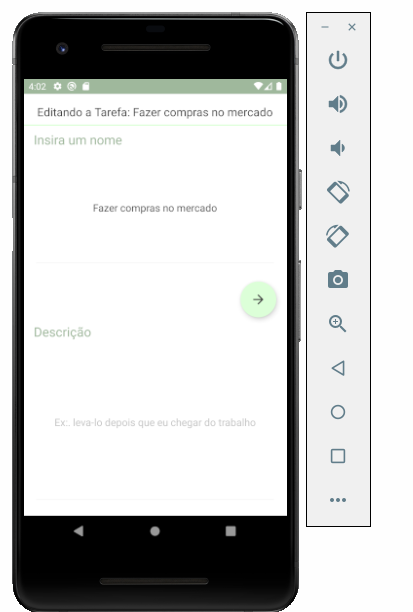 4:02
Editando a Tarefa: Fazer compras no mercado
Insira um nome
Fazer compras no mercado
Descrição
Ex:. leva-lo depois que eu chegar do trabalho